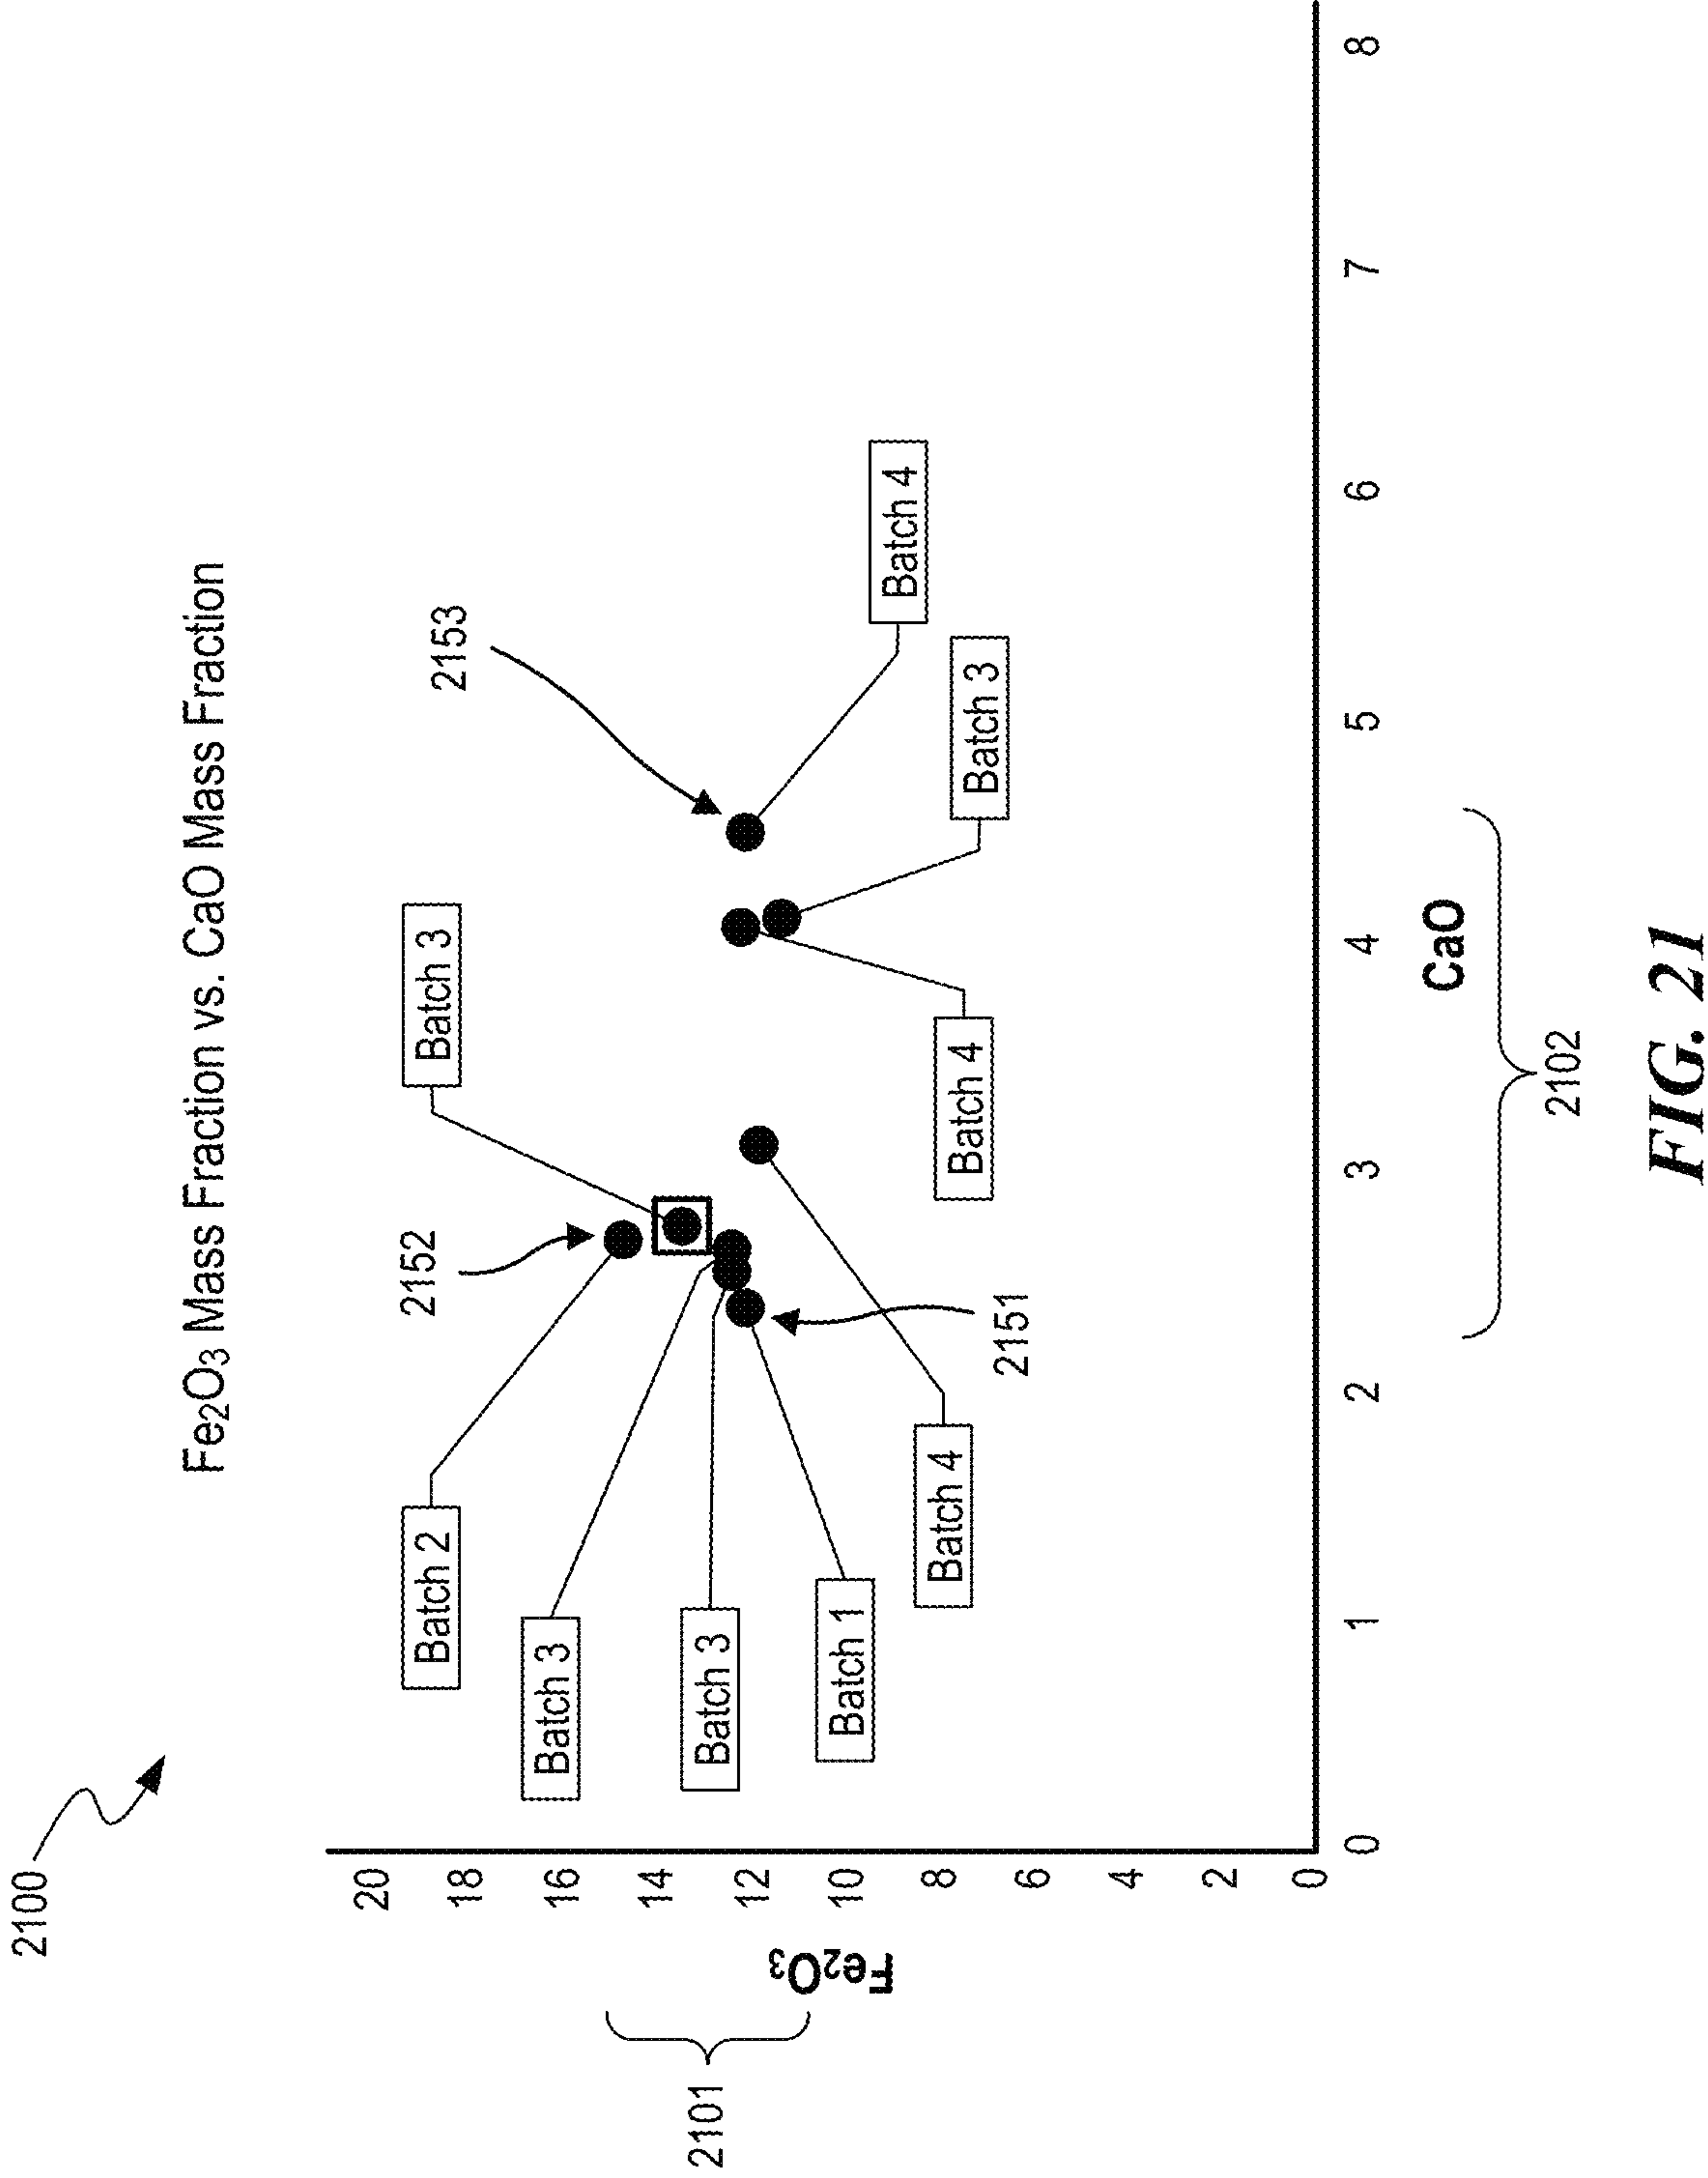 2100
Fe₂O₃ Mass Fraction vs. CaO Mass Fraction
2101
Fe₂O₃
20
18
16
14
12
10
8
6
4
2
0
Batch 2
2152
Batch 3
2153
Batch 3
Batch 3
Batch 1
2151
Batch 4
Batch 4
Batch 3
Batch 4
0 1 2 3 4 5 6 7 8
CaO
2102
FIG. 21